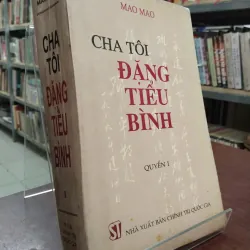 MAO MAO
CHA TÔI
ĐẶNG
TIỂU
BÌNH
QUYỂN 1
NHÀ XUẤT BẢN CHÍNH TRỊ QUỐC GIA
CHA TÔI ĐẶNG TIỂU BÌNH